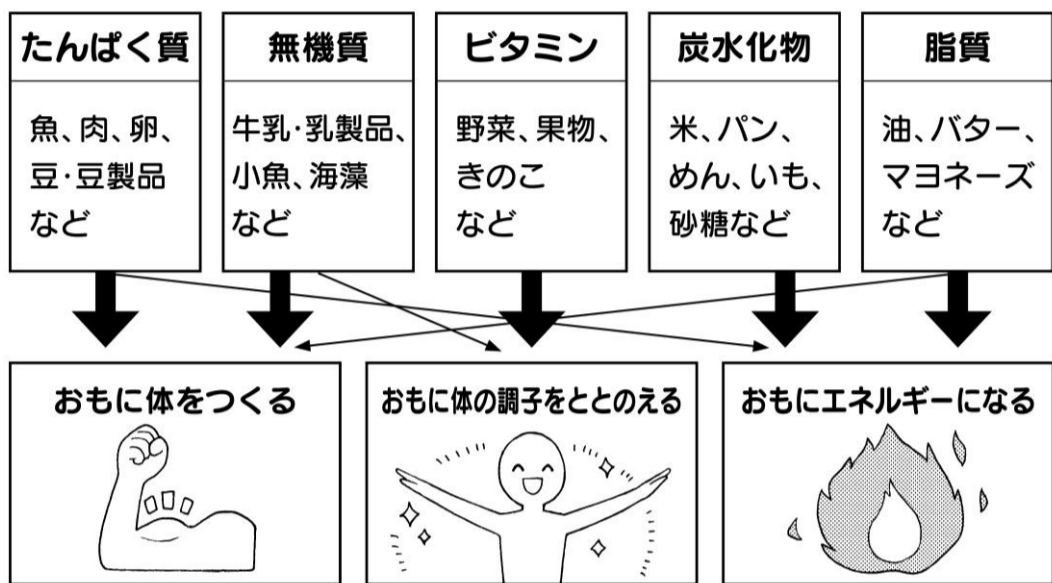 たんぱく質
魚、肉、卵、
豆・豆製品
など
無機質
牛乳・乳製品、
小魚、海藻
など
ビタミン
野菜、果物、
きのこ
など
炭水化物
米、パン、
めん、いも、
砂糖など
脂質
油、バター、
マヨネーズ
など
おもに体をつくる
おもに体の調子をととのえる
おもにエネルギーになる